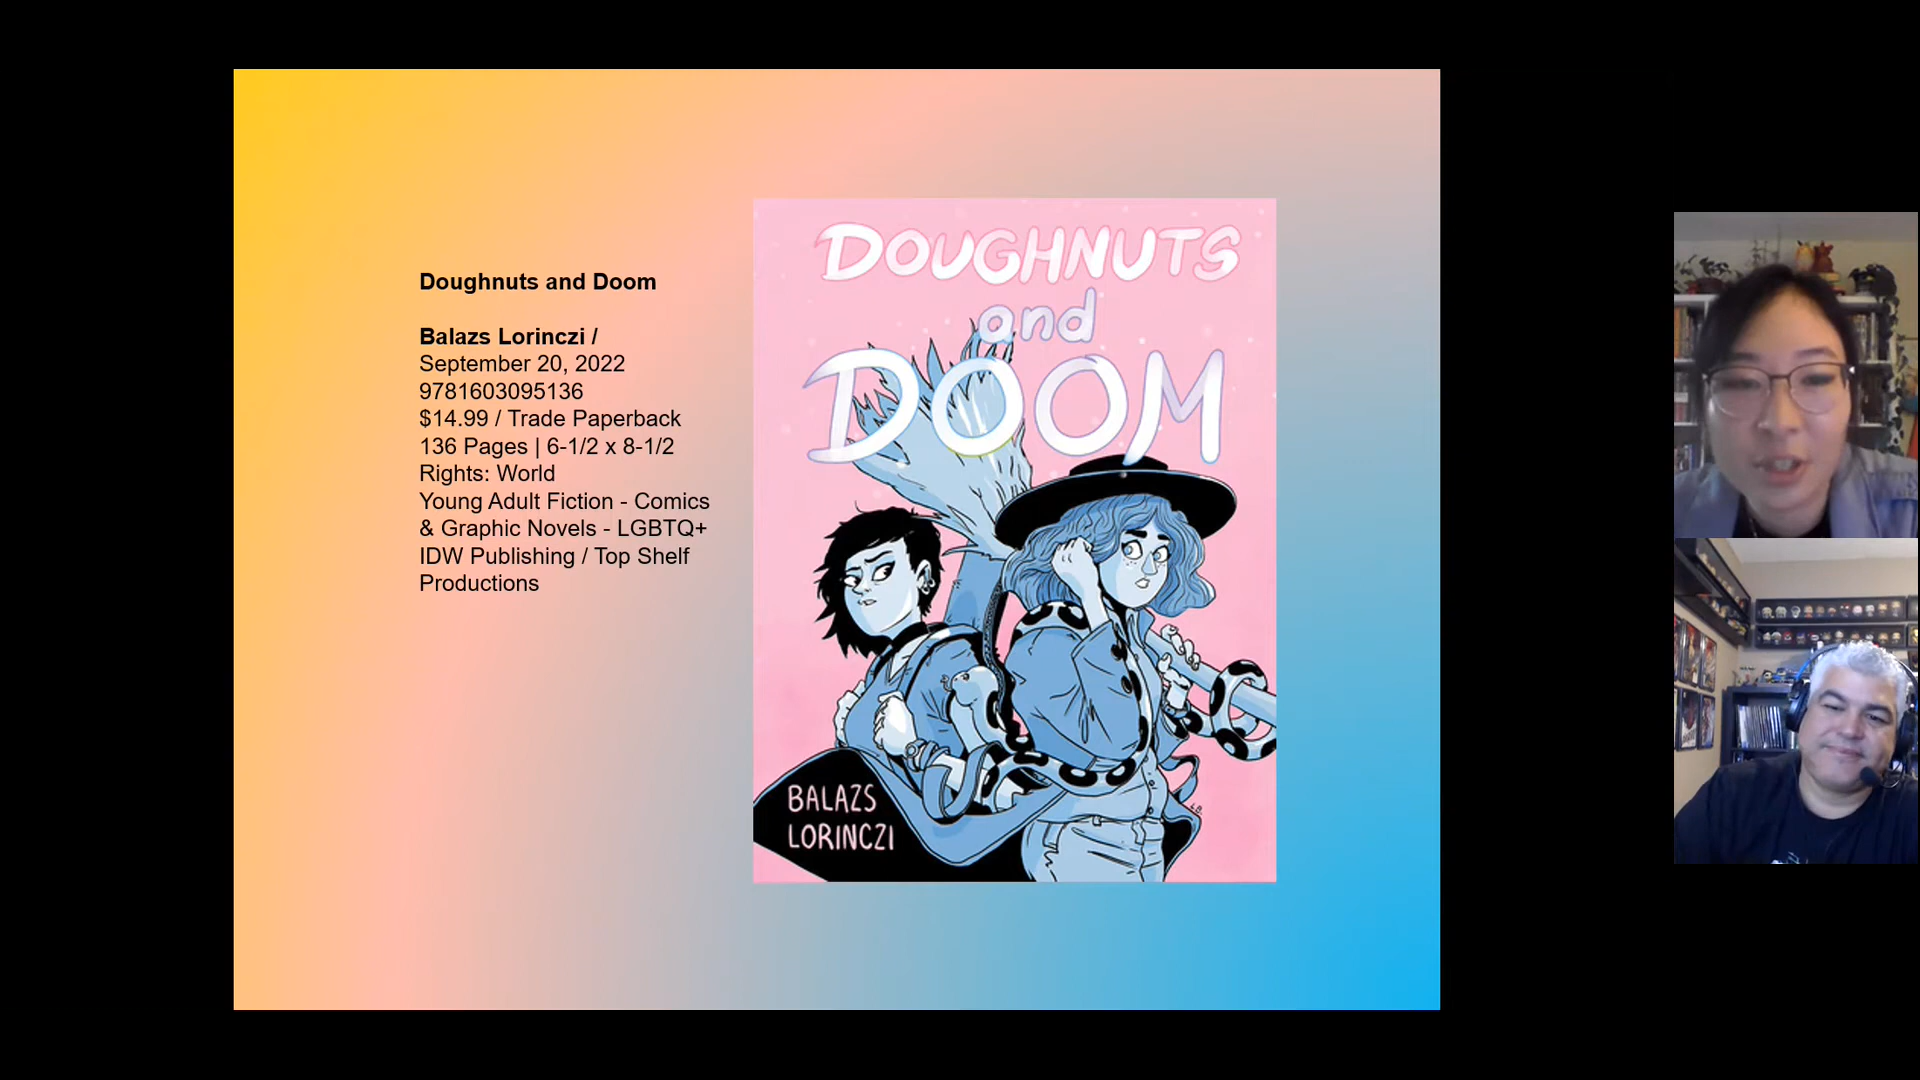 Doughnuts and Doom
Balazs Lorinczi /
September 20, 2022
9781603095136
$14.99 / Trade Paperback
136 Pages | 6-1/2 x 8-1/2
Rights: World
Young Adult Fiction - Comics
& Graphic Novels - LGBTQ+
IDW Publishing / Top Shelf
Productions
DOUGHNUTS
and
DOOM
BALAZS
LORINCZI